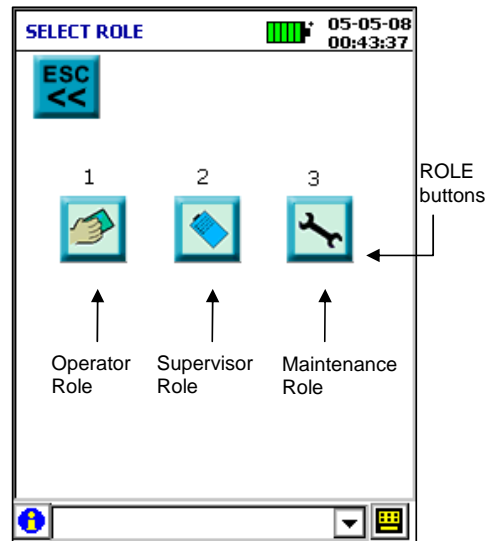 SELECT ROLE
05-05-08
00:43:37
ESC
<<
1 2 3
ROLE
buttons
Operator
Role
Supervisor
Role
Maintenance
Role